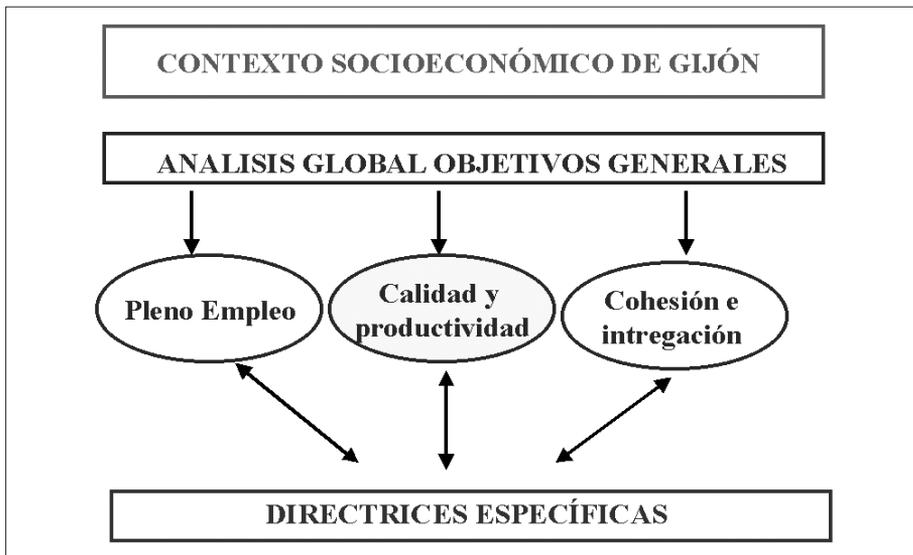 CONTEXTO SOCIOECONÓMICO DE GIJÓN
ANALISIS GLOBAL OBJETIVOS GENERALES
Pleno Empleo
Calidad y
productividad
Cohesión e
intregación
DIRECTRICES ESPECÍFICAS